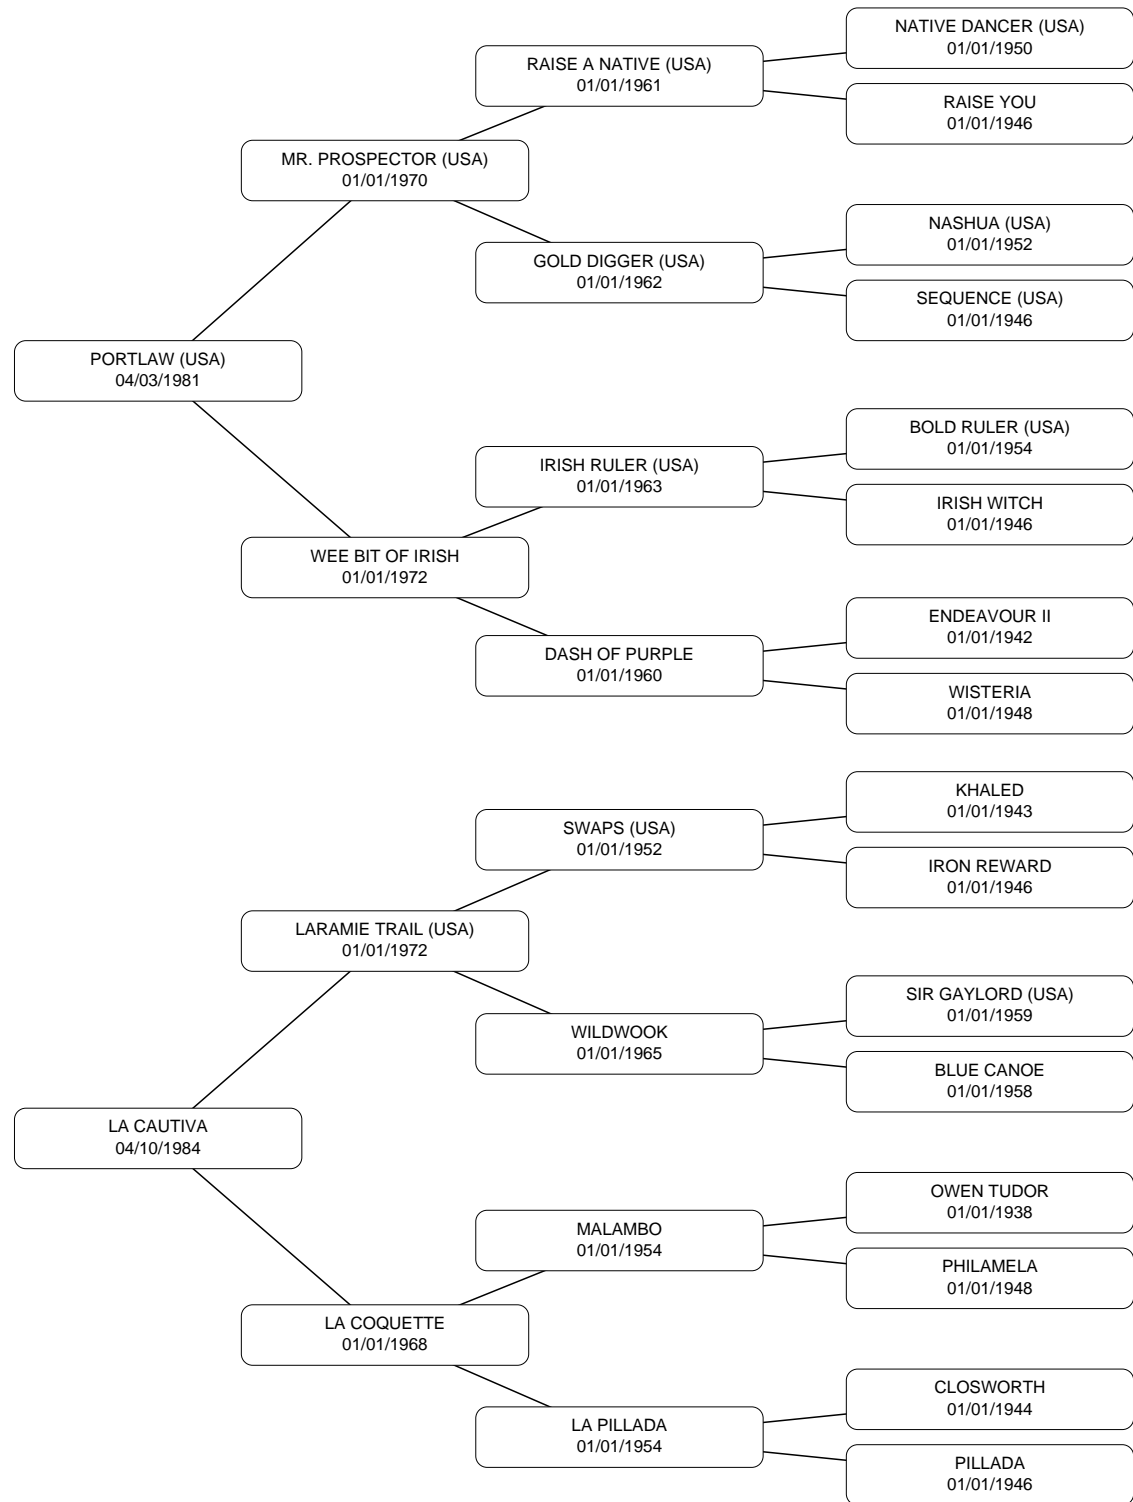 NATIVE DANCER (USA)
01/01/1950
RAISE A NATIVE (USA)
01/01/1961
RAISE YOU
01/01/1946
MR. PROSPECTOR (USA)
01/01/1970
NASHUA (USA)
01/01/1952
GOLD DIGGER (USA)
01/01/1962
SEQUENCE (USA)
01/01/1946
PORTLAW (USA)
04/03/1981
BOLD RULER (USA)
01/01/1954
IRISH RULER (USA)
01/01/1963
IRISH WITCH
01/01/1946
WEE BIT OF IRISH
01/01/1972
ENDEAVOUR II
01/01/1942
DASH OF PURPLE
01/01/1960
WISTERIA
01/01/1948
KHALED
01/01/1943
SWAPS (USA)
01/01/1952
IRON REWARD
01/01/1946
LARAMIE TRAIL (USA)
01/01/1972
SIR GAYLORD (USA)
01/01/1959
WILDWOOK
01/01/1965
BLUE CANOE
01/01/1958
LA CAUTIVA
04/10/1984
OWEN TUDOR
01/01/1938
MALAMBO
01/01/1954
PHILAMELA
01/01/1948
LA COQUETTE
01/01/1968
CLOSWORTH
01/01/1944
LA PILLADA
01/01/1954
PILLADA
01/01/1946